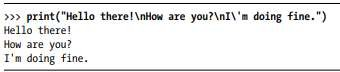 >>> print("Hello there!\nHow are you?\nI\'m doing fine.")
Hello there!
How are you?
I'm doing fine.